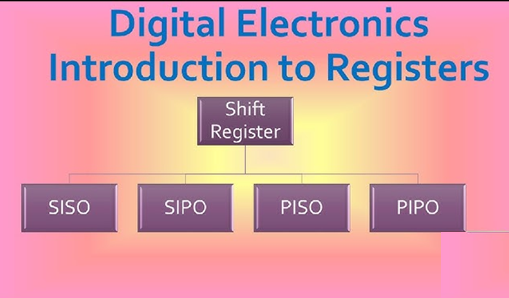 Digital Electronics
Introduction to Registers
Shift
Register
SISO
SIPO
PISO
PIPO